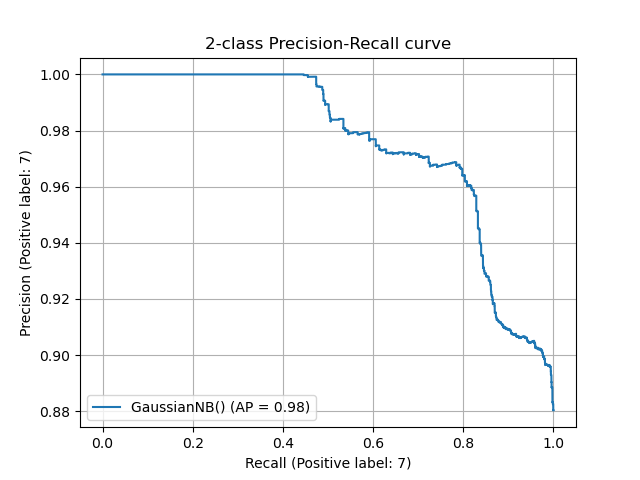 2-class Precision-Recall curve
Precision (Positive label: 7)
1.00
0.98
0.96
0.94
0.92
0.90
0.88
GaussianNB() (AP = 0.98)
0.0 0.2 0.4 0.6 0.8 1.0
Recall (Positive label: 7)